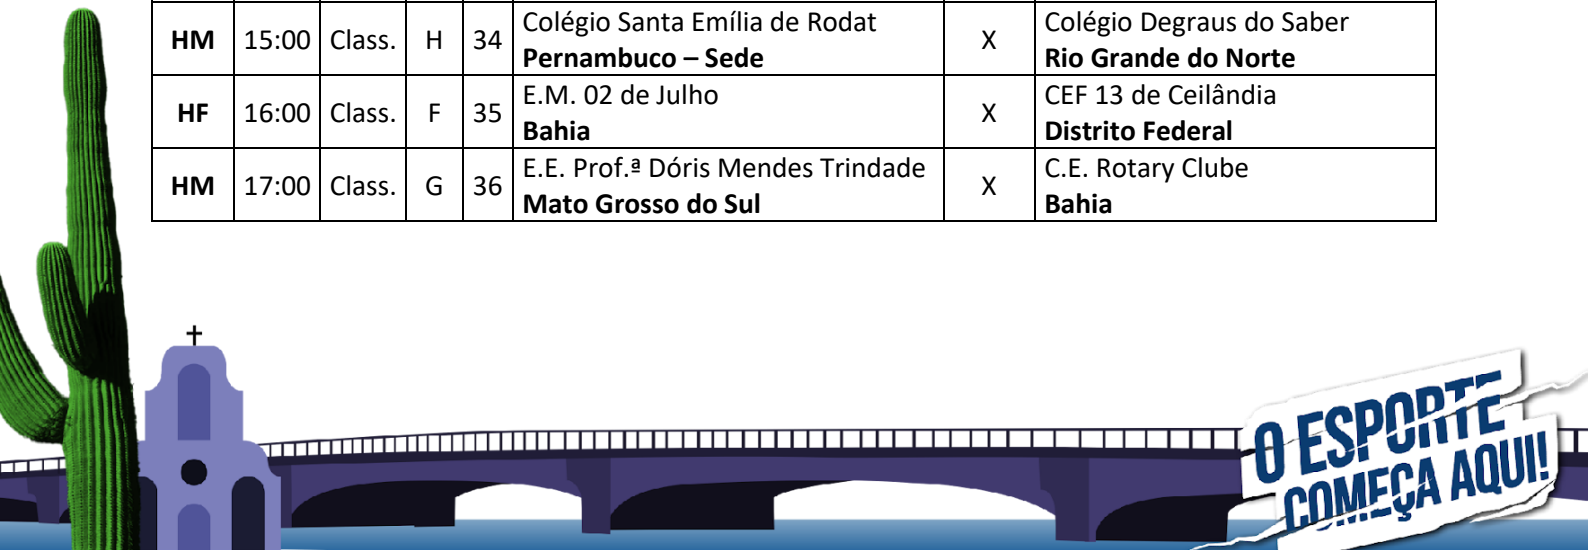 HM 15:00 Class. H 34 Colégio Santa Emília de Rodat X Colégio Degraus do Saber
Pernambuco – Sede Rio Grande do Norte
HF 16:00 Class. F 35 E.M. 02 de Julho X CEF 13 de Ceilândia
Bahia Distrito Federal
HM 17:00 Class. G 36 E.E. Prof.ª Dóris Mendes Trindade X C.E. Rotary Clube
Mato Grosso do Sul Bahia
O ESPORTE
COMEÇA AQUI!